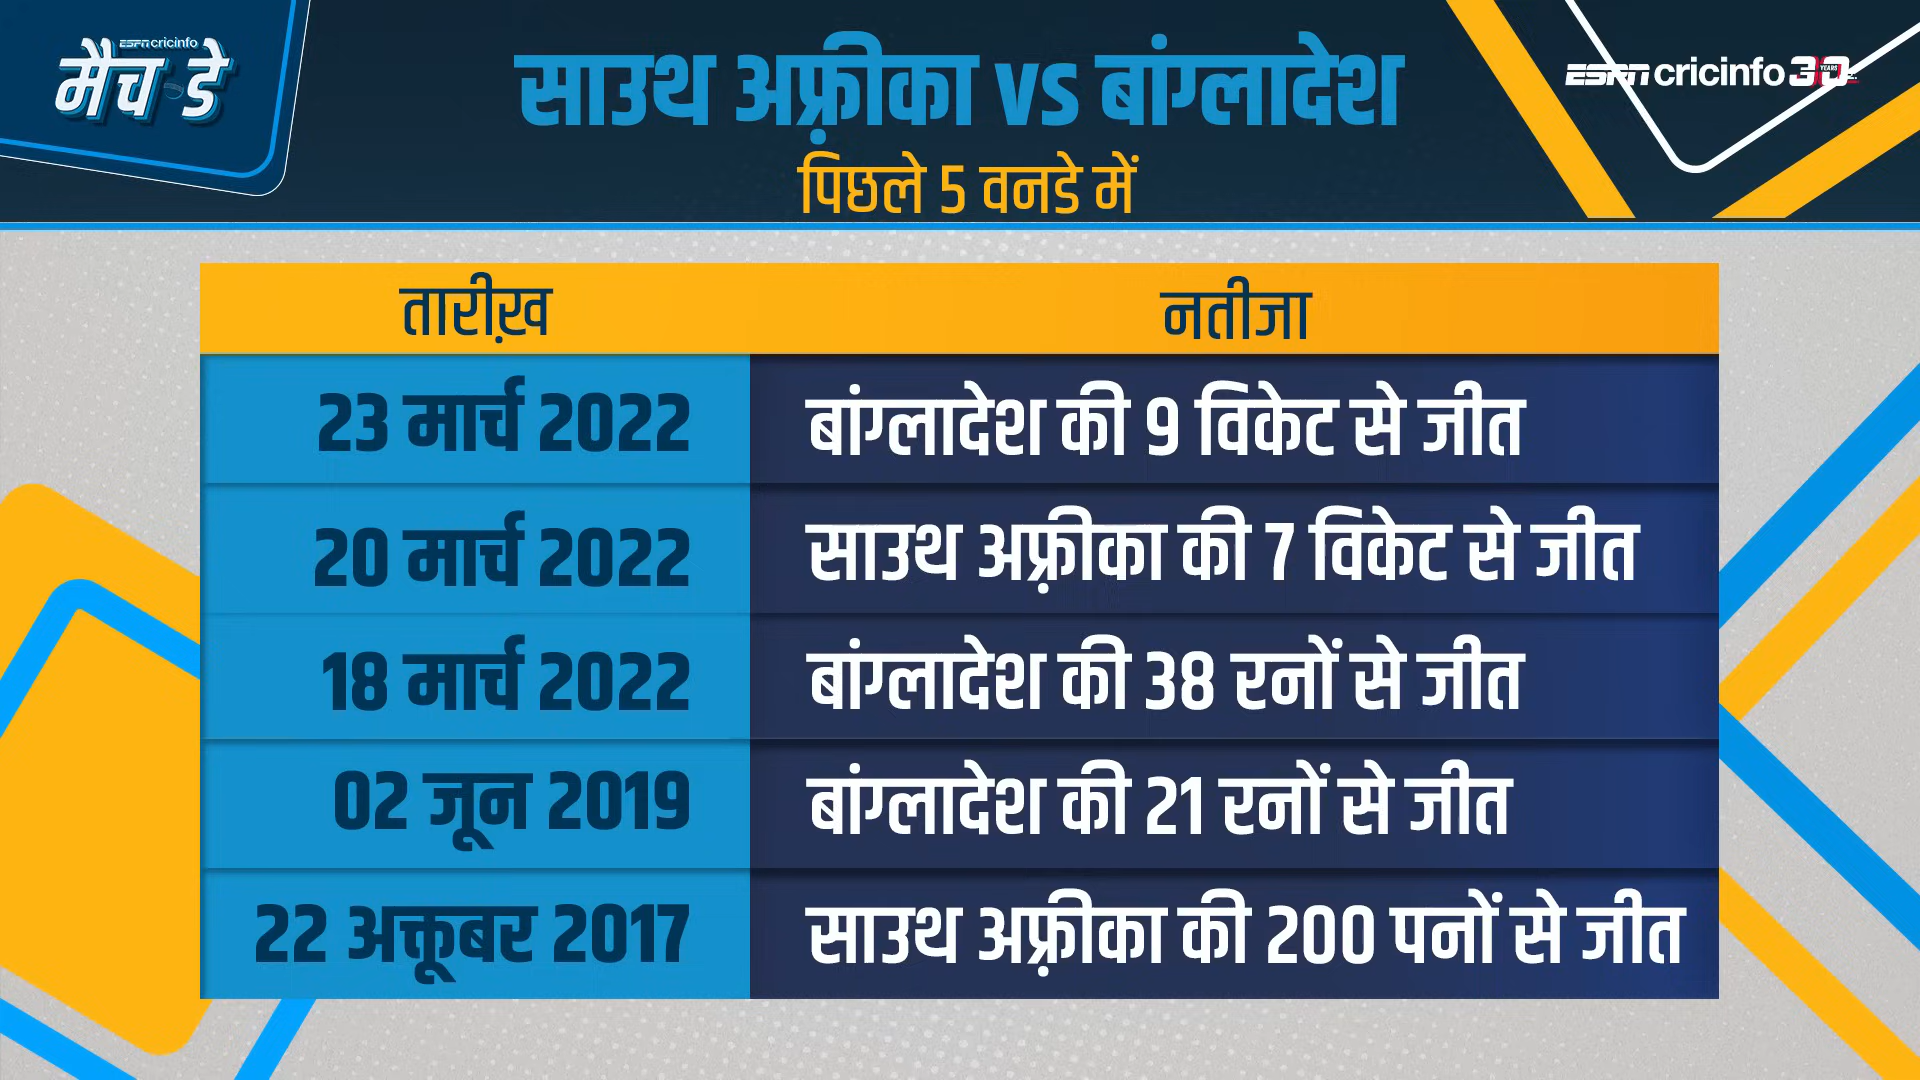 ESPNcricinfo
मैच डे
साउथ अफ़्रीका vs बांग्लादेश
पिछले 5 वनडे में
ESPNcricinfo 30 YEARS
तारीख़ नतीजा
23 मार्च 2022 बांग्लादेश की 9 विकेट से जीत
20 मार्च 2022 साउथ अफ़्रीका की 7 विकेट से जीत
18 मार्च 2022 बांग्लादेश की 38 रनों से जीत
02 जून 2019 बांग्लादेश की 21 रनों से जीत
22 अक्तूबर 2017 साउथ अफ़्रीका की 200 पनों से जीत